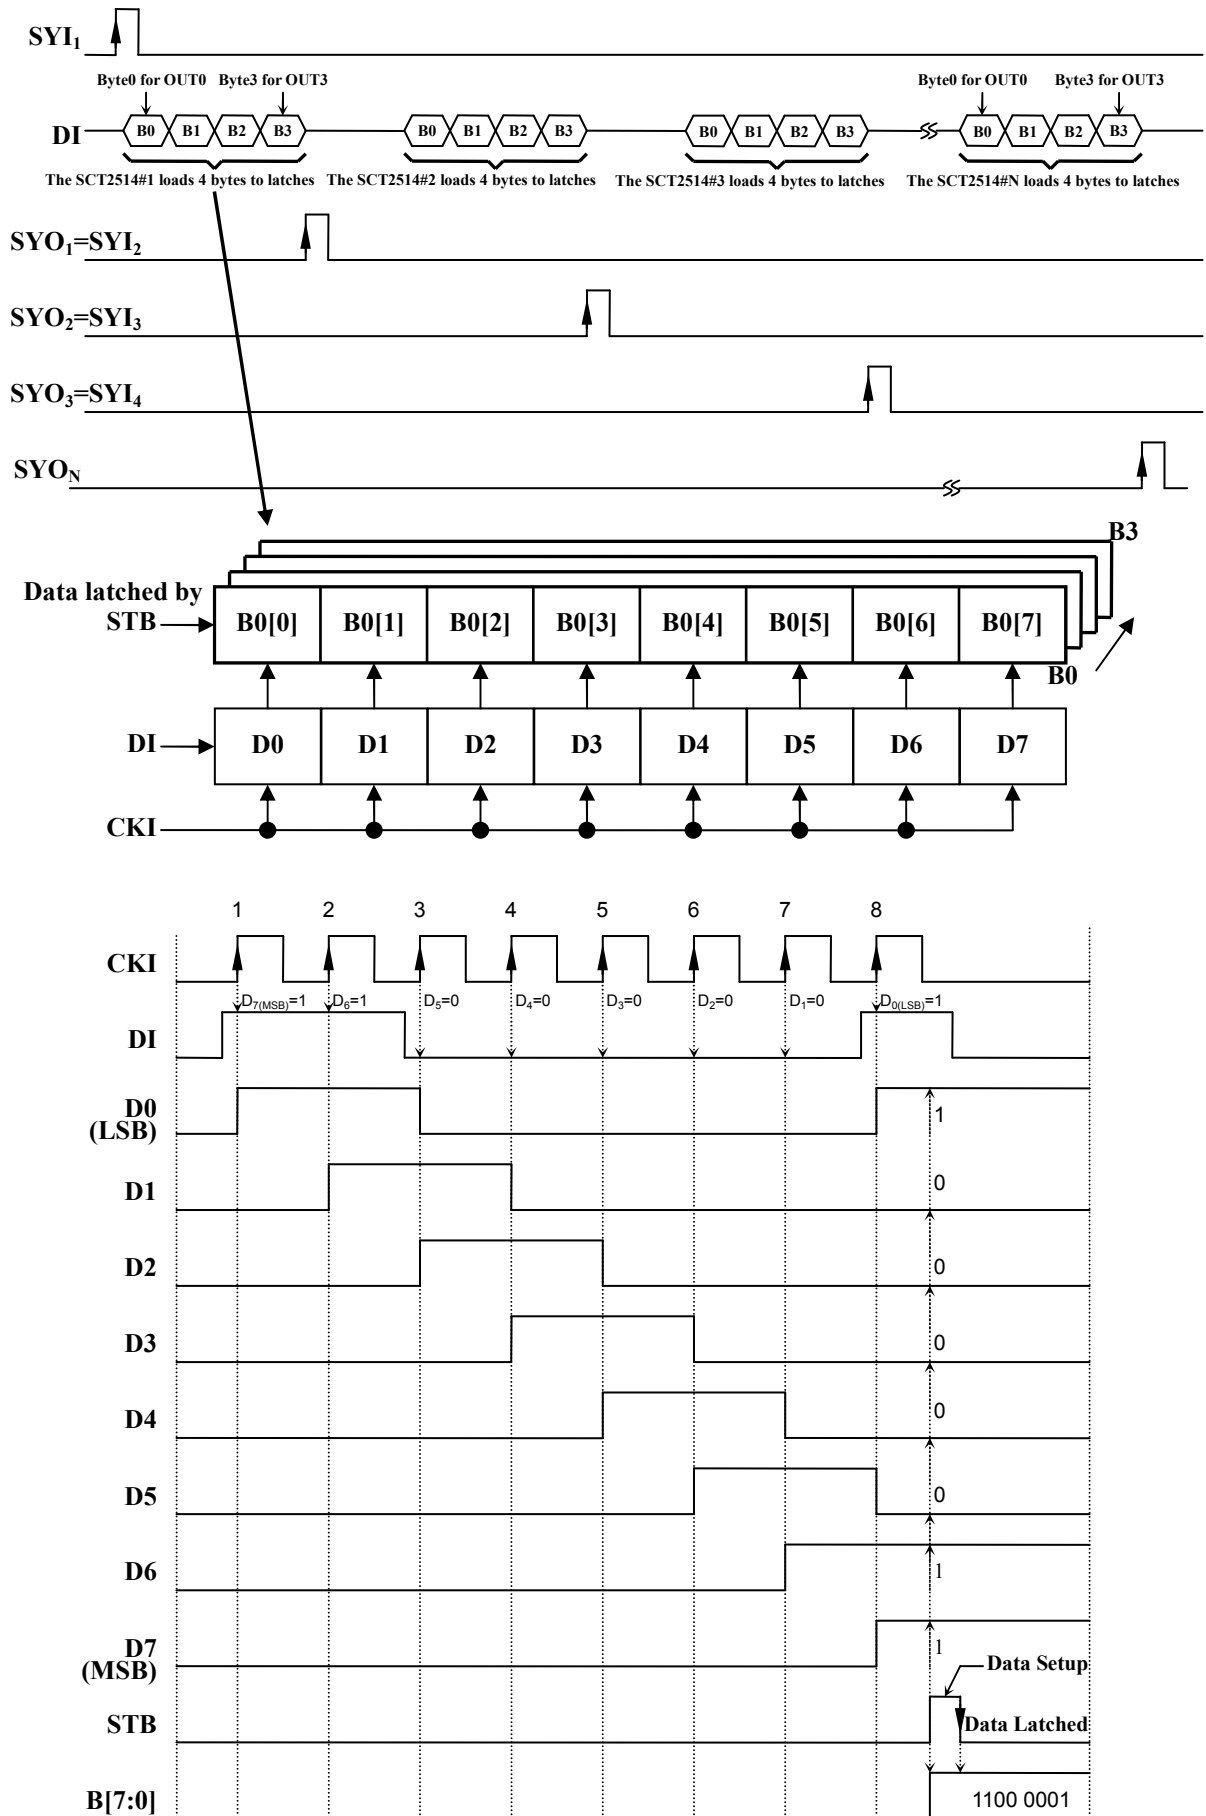 SYI1
Byte0 for OUT0 Byte3 for OUT3 Byte0 for OUT0 Byte3 for OUT3
DI B0 B1 B2 B3 B0 B1 B2 B3 B0 B1 B2 B3 B0 B1 B2 B3
The SCT2514#1 loads 4 bytes to latches The SCT2514#2 loads 4 bytes to latches The SCT2514#3 loads 4 bytes to latches The SCT2514#N loads 4 bytes to latches
SYO1=SYI2
SYO2=SYI3
SYO3=SYI4
SYON
B3
Data latched by
STB B0[0] B0[1] B0[2] B0[3] B0[4] B0[5] B0[6] B0[7]
B0
DI D0 D1 D2 D3 D4 D5 D6 D7
CKI
1 2 3 4 5 6 7 8
CKI
D7(MSB)=1 D6=1 D5=0 D4=0 D3=0 D2=0 D1=0 D0(LSB)=1
DI
D0
(LSB) 1
D1 0
D2 0
D3 0
D4 0
D5 0
D6 1
D7
(MSB) 1
Data Setup
STB Data Latched
B[7:0] 1100 0001